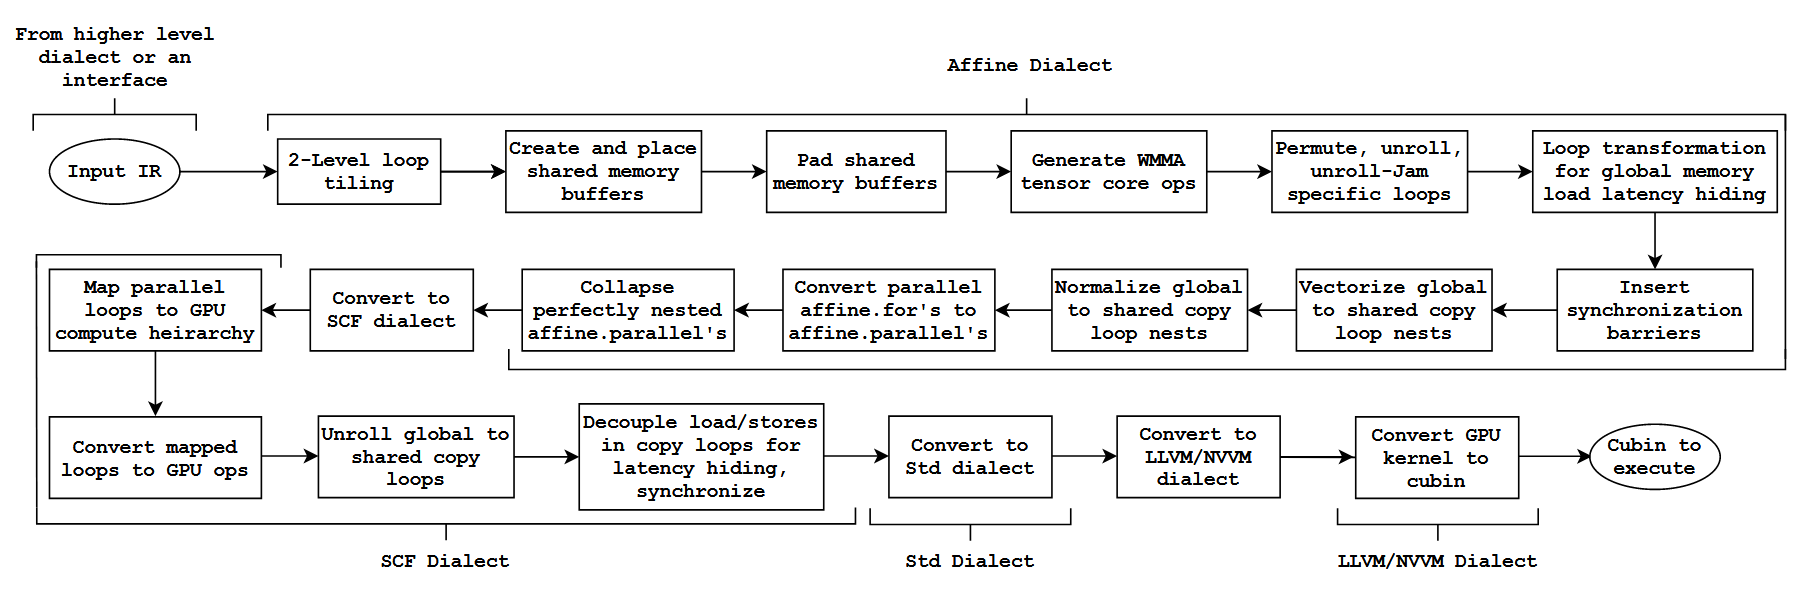 From higher level
dialect or an
interface
Affine Dialect
Input IR
2-Level loop
tiling
Create and place
shared memory
buffers
Pad shared
memory buffers
Generate WMMA
tensor core ops
Permute, unroll,
unroll-Jam
specific loops
Loop transformation
for global memory
load latency hiding
Insert
synchronization
barriers
Vectorize global
to shared copy
loop nests
Normalize global
to shared copy
loop nests
Convert parallel
affine.for's to
affine.parallel's
Collapse
perfectly nested
affine.parallel's
Convert to
SCF dialect
Map parallel
loops to GPU
compute heirarchy
Convert mapped
loops to GPU ops
Unroll global to
shared copy
loops
Decouple load/stores
in copy loops for
latency hiding,
synchronize
Convert to
Std dialect
Convert to
LLVM/NVVM
dialect
Convert GPU
kernel to
cubin
Cubin to
execute
SCF Dialect
Std Dialect
LLVM/NVVM Dialect